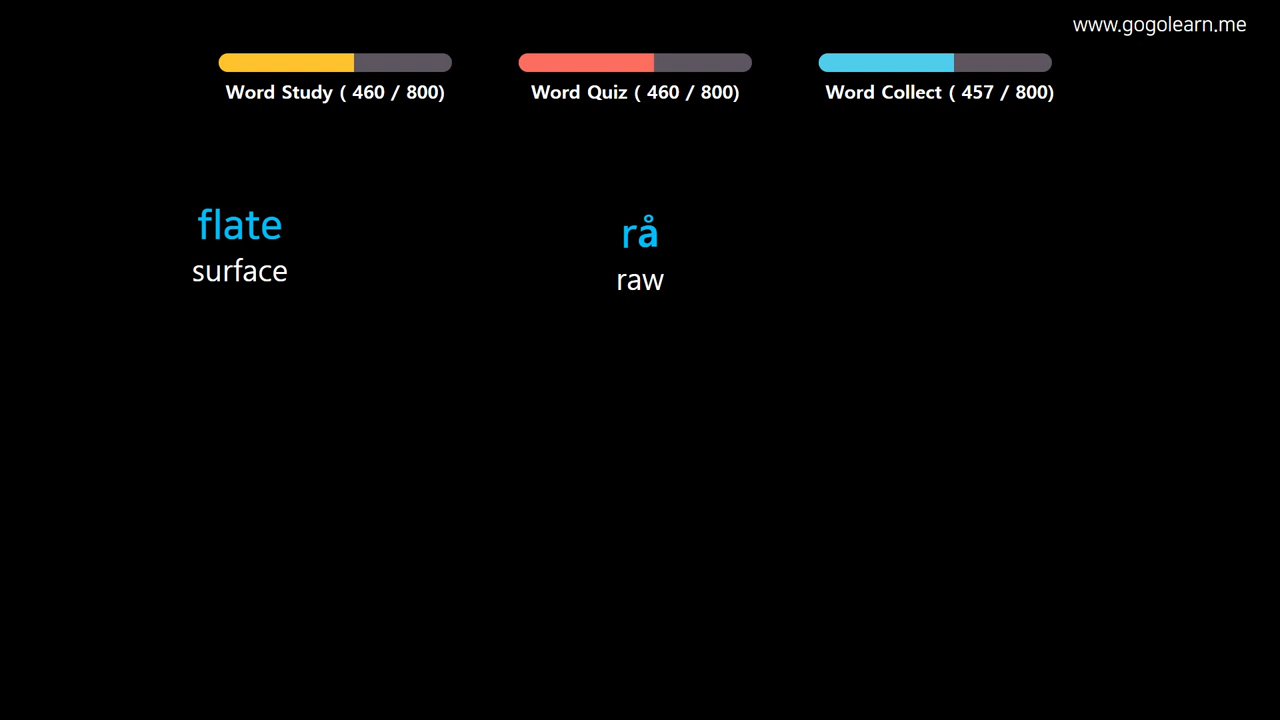 www.gogolearn.me
Word Study ( 460 / 800)
Word Quiz ( 460 / 800)
Word Collect ( 457 / 800)
flate
surface
rå
raw